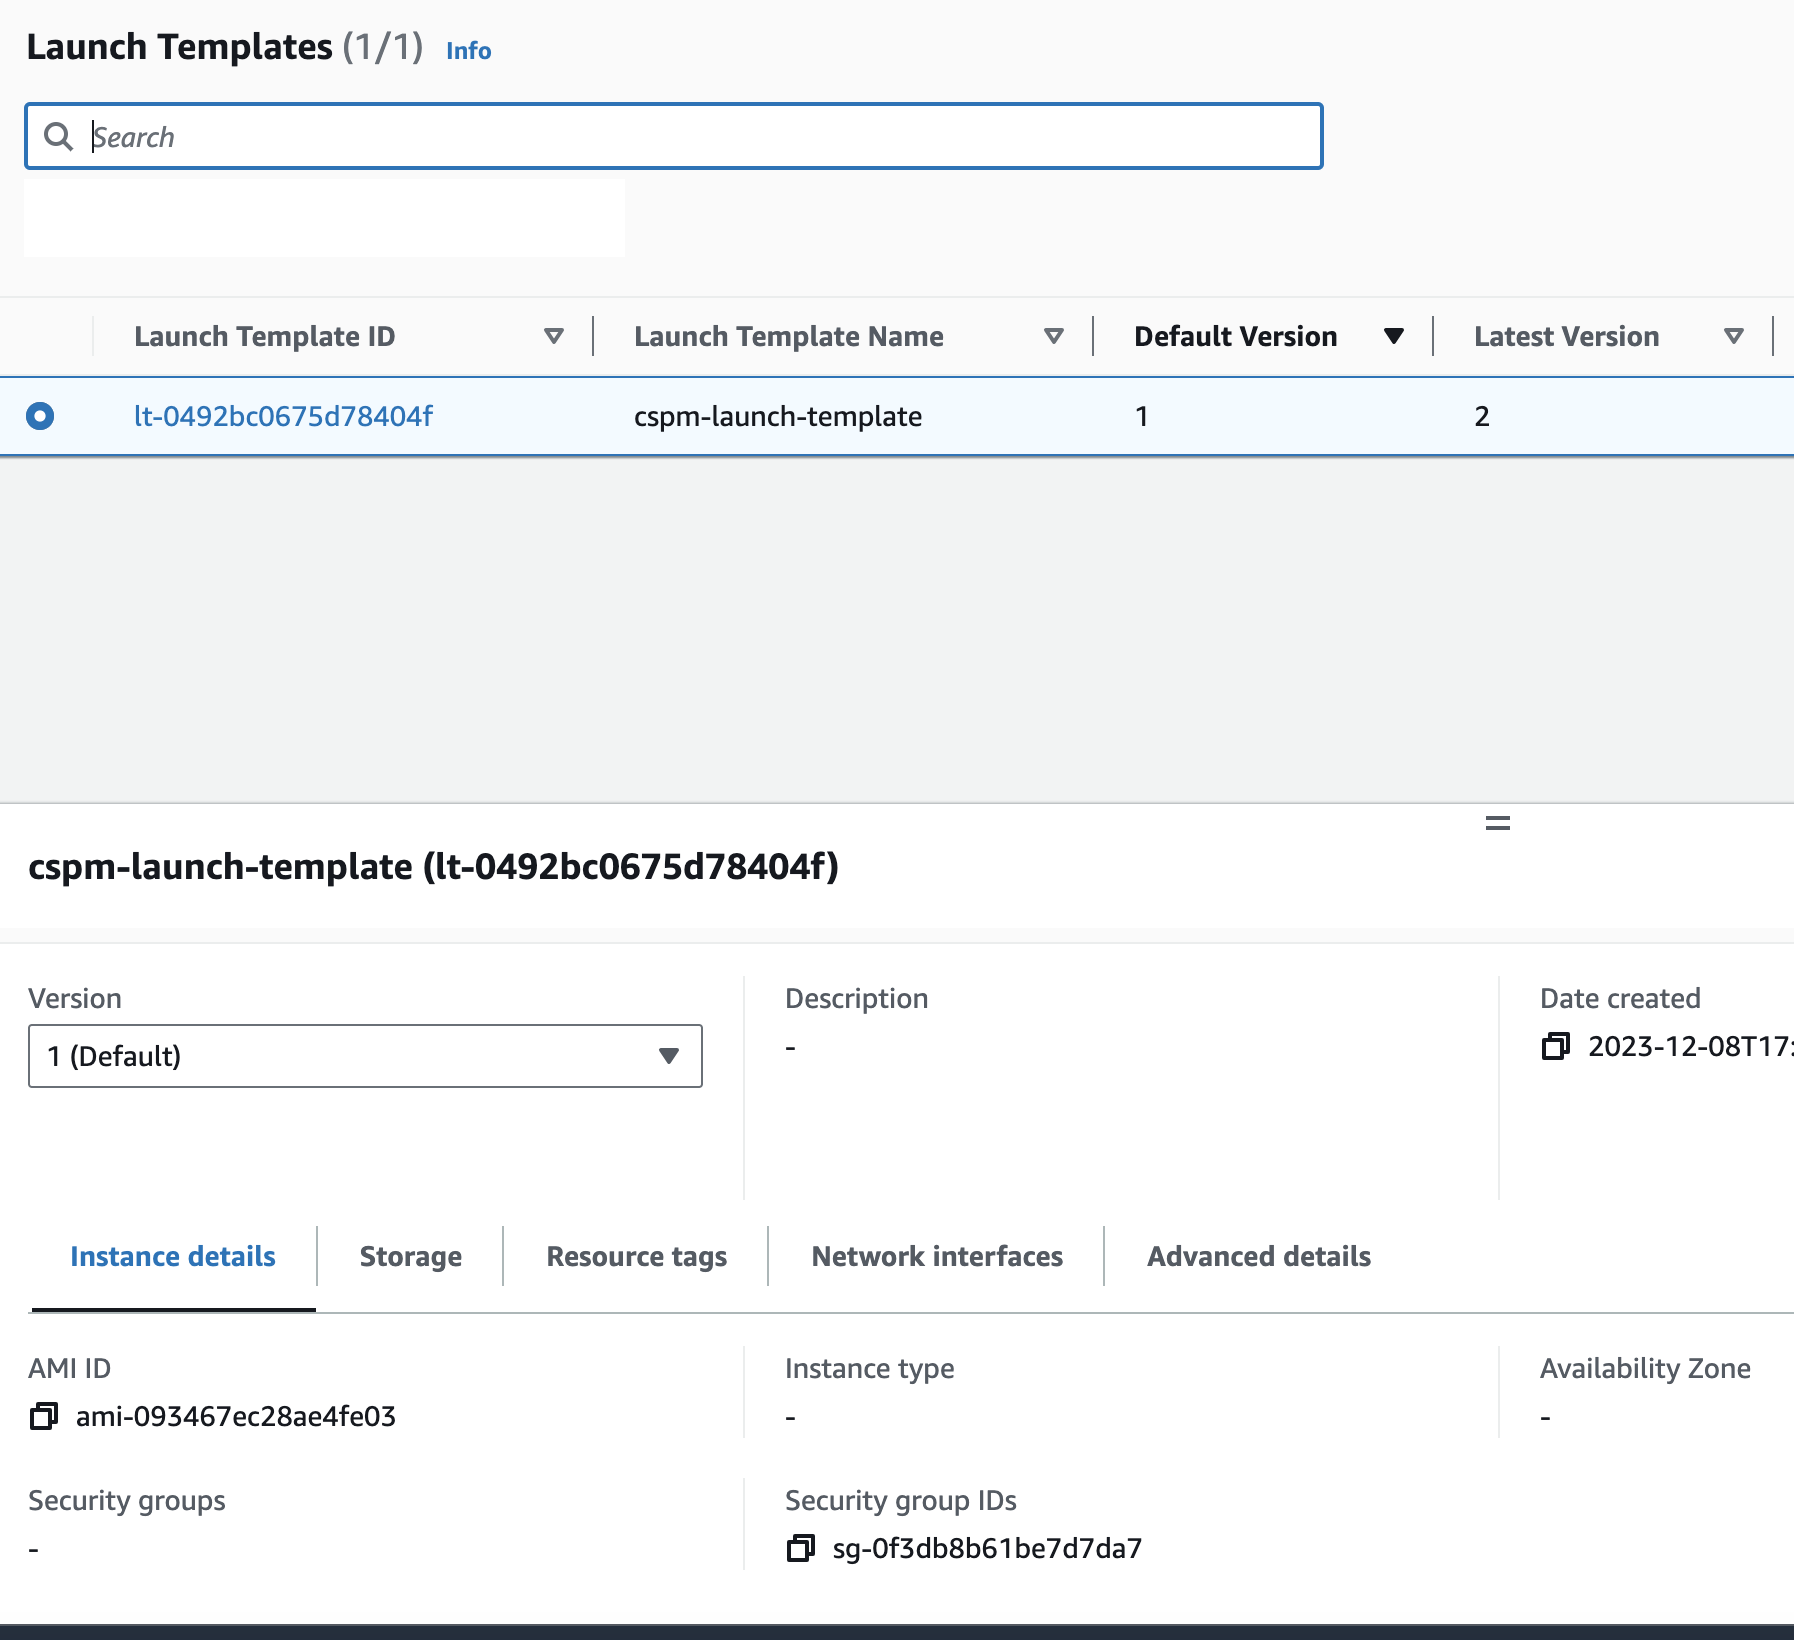 Launch Templates (1/1) Info
Search
Launch Template ID Launch Template Name Default Version Latest Version
lt-0492bc0675d78404f cspm-launch-template 1 2
cspm-launch-template (lt-0492bc0675d78404f)
Version Description Date created
1 (Default) - 2023-12-08T17:
Instance details Storage Resource tags Network interfaces Advanced details
AMI ID Instance type Availability Zone
ami-093467ec28ae4fe03 - -
Security groups Security group IDs
- sg-0f3db8b61be7d7da7